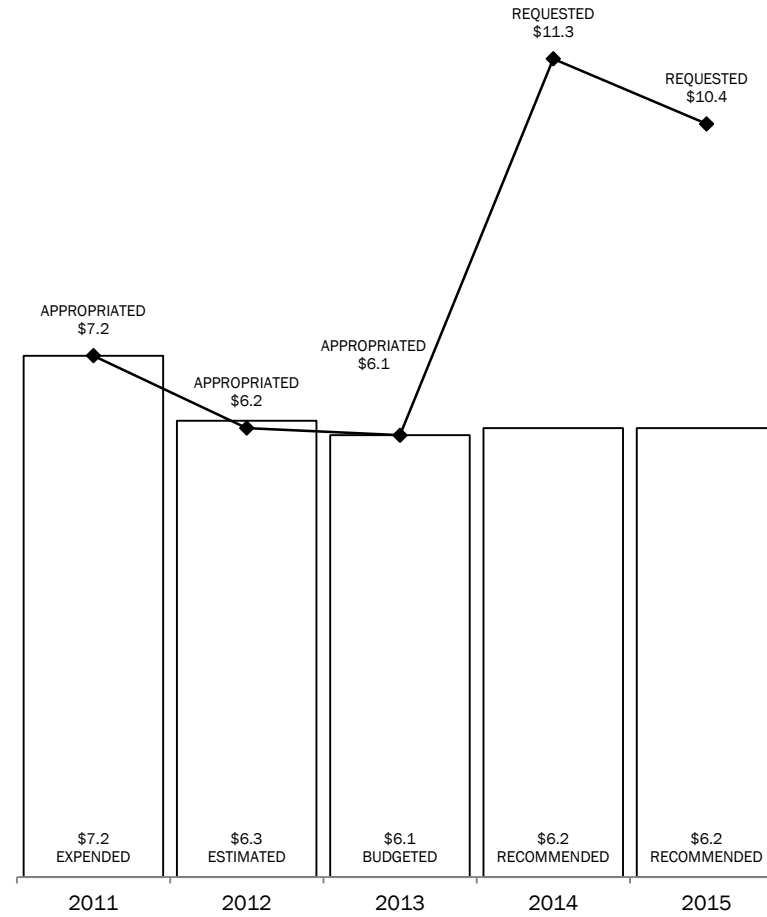 REQUESTED
$11.3
REQUESTED
$10.4
APPROPRIATED
$7.2
APPROPRIATED
$6.2
APPROPRIATED
$6.1
$7.2
EXPENDED
$6.3
ESTIMATED
$6.1
BUDGETED
$6.2
RECOMMENDED
$6.2
RECOMMENDED
2011
2012
2013
2014
2015